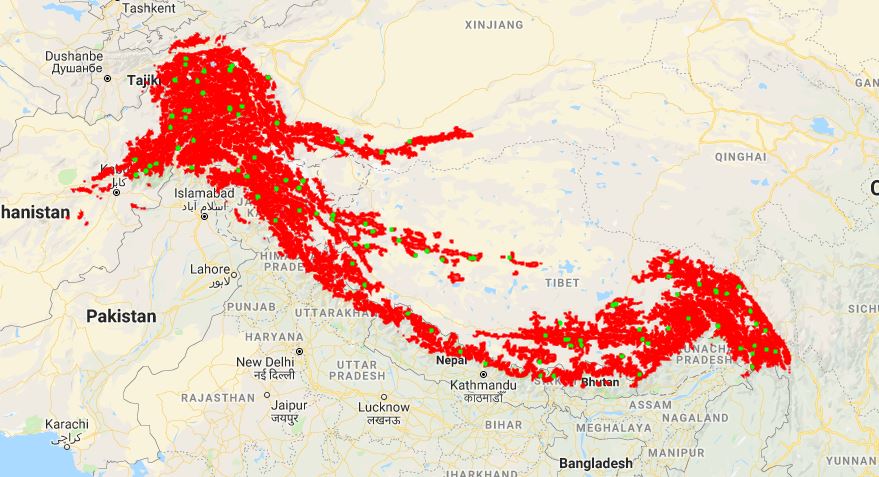 Tashkent
XINJIANG
Dushanbe
Душанбе
Tajiki
GAN
QINGHAI
کابل
Islamabad
اسلام آباد
hanistan
Lahore
لاہور
TIBET
PUNJAB
UTTARAKHA
SICHU
Pakistan
HARYANA
Nepal
New Delhi
नई दिल्ली
UTTAR
PRADESH
Kathmandu
काठमाडौं
Bhutan
PRADESH
RAJASTHAN
Jaipur
जयपुर
Lucknow
लखनऊ
ASSAM
NAGALAND
Karachi
کراچی
BIHAR
MEGHALAYA
MANIPUR
Bangladesh
YUNNAN
JHARKHAND